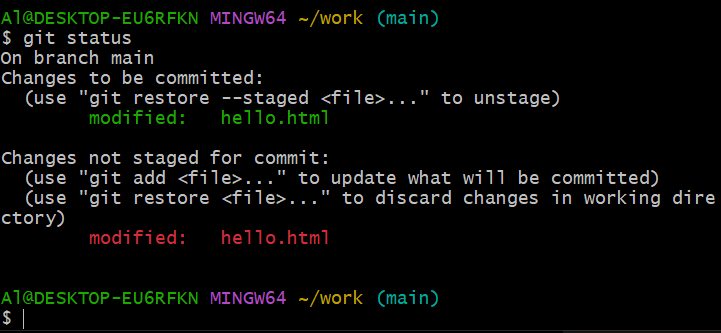 Al@DESKTOP-EU6RFKN MINGW64 ~/work (main)
$ git status
On branch main
Changes to be committed:
  (use "git restore --staged <file>..." to unstage)
        modified:   hello.html

Changes not staged for commit:
  (use "git add <file>..." to update what will be committed)
  (use "git restore <file>..." to discard changes in working dire
ctory)
        modified:   hello.html


Al@DESKTOP-EU6RFKN MINGW64 ~/work (main)
$